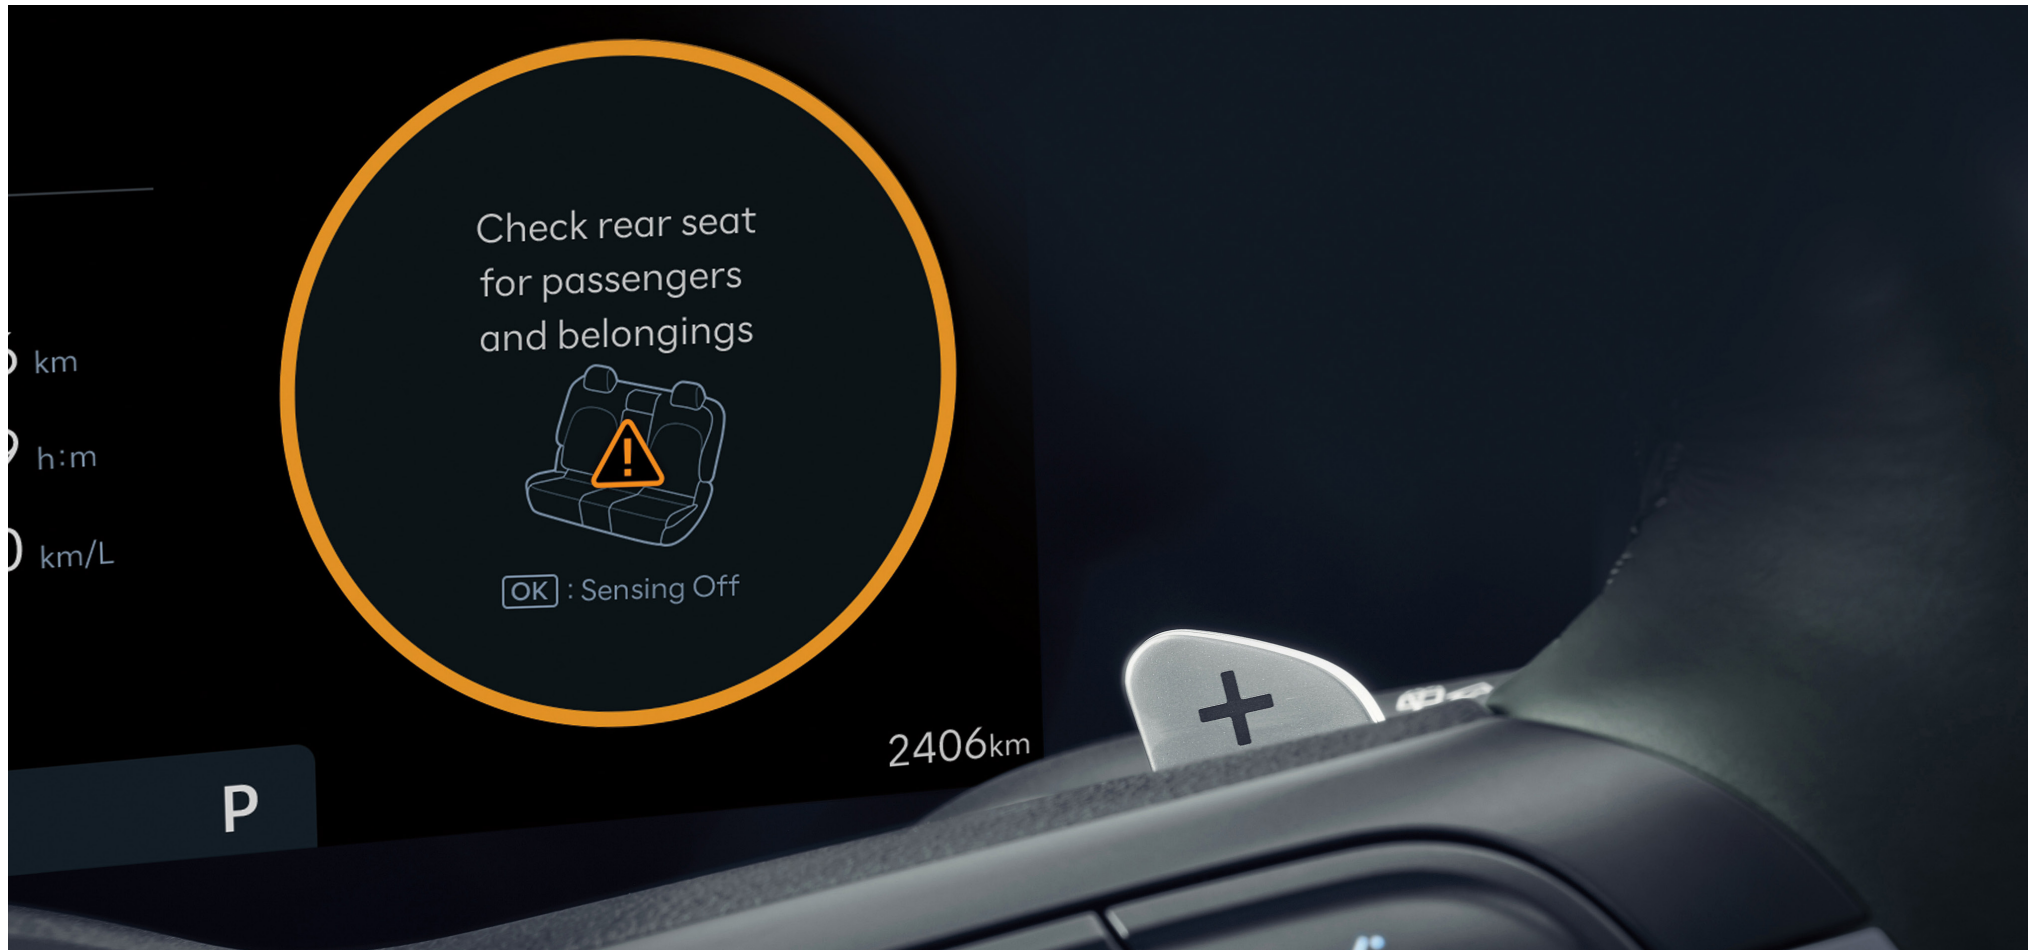 Check rear seat
for passengers
and belongings
OK : Sensing Off
km
h:m
km/L
2406km
P